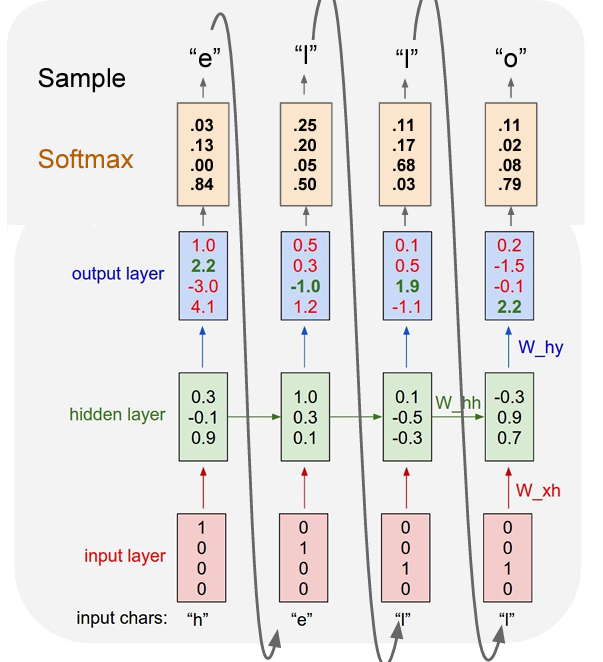 “e” “l” “l” “o”
Sample
.03 .25 .11 .11
.13 .20 .17 .02
Softmax
.00 .05 .68 .08
.84 .50 .03 .79
1.0 0.5 0.1 0.2
2.2 0.3 0.5 -1.5
output layer
-3.0 -1.0 1.9 -0.1
4.1 1.2 -1.1 2.2
W_hy
0.3 1.0 0.1 -0.3
W_hh
hidden layer -0.1 0.3 -0.5 0.9
0.9 0.1 -0.3 0.7
W_xh
1 0 0 0
0 1 0 0
input layer
0 0 1 1
0 0 0 0
input chars: “h” “e” “l” “l”